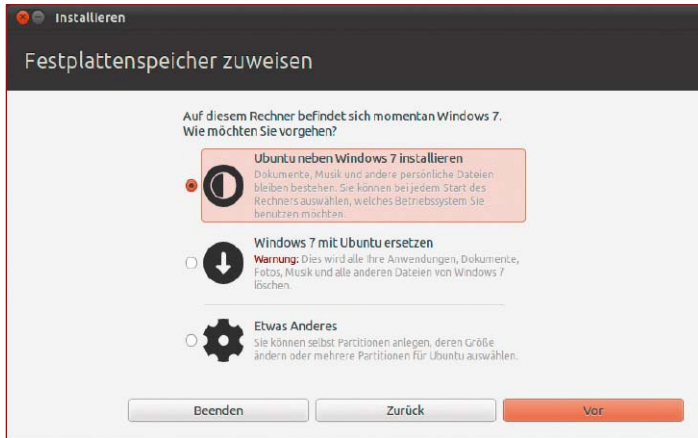 Installieren
Festplattenspeicher zuweisen
Auf diesem Rechner befindet sich momentan Windows 7.
Wie möchten Sie vorgehen?
Ubuntu neben Windows 7 installieren
Dokumente, Musik und andere persönliche Dateien
bleiben bestehen. Sie können bei jedem Start des
Rechners auswählen, welches Betriebssystem Sie
benutzen möchten.
Windows 7 mit Ubuntu ersetzen
Warnung: Dies wird alle Ihre Anwendungen, Dokumente,
Fotos, Musik und alle anderen Dateien von Windows 7
löschen.
Etwas Anderes
Sie können selbst Partitionen anlegen, deren Größe
ändern oder mehrere Partitionen für Ubuntu auswählen.
Beenden
Zurück
Vor